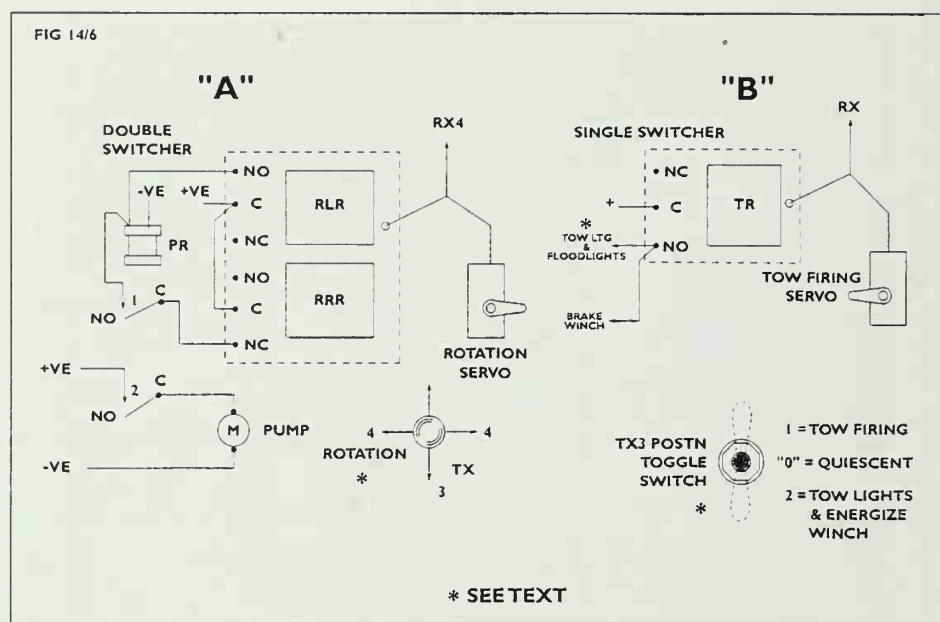 FIG 14/6
"A"
DOUBLE
SWITCHER
RX4
-VE
+VE
NO
C
NC
NO
C
NC
RLR
RRR
PR
1
C
NO
+VE
2
C
NO
M
PUMP
-VE
ROTATION
SERVO
4
4
ROTATION
*
TX
3
"B"
SINGLE SWITCHER
RX
NC
+
C
NO
TR
*
TOW LTG
&
FLOODLIGHTS
BRAKE
WINCH
TOW FIRING
SERVO
TX3 POSTN
TOGGLE
SWITCH
*
1 = TOW FIRING
"0" = QUIESCENT
2 = TOW LIGHTS
& ENERGIZE
WINCH
* SEE TEXT